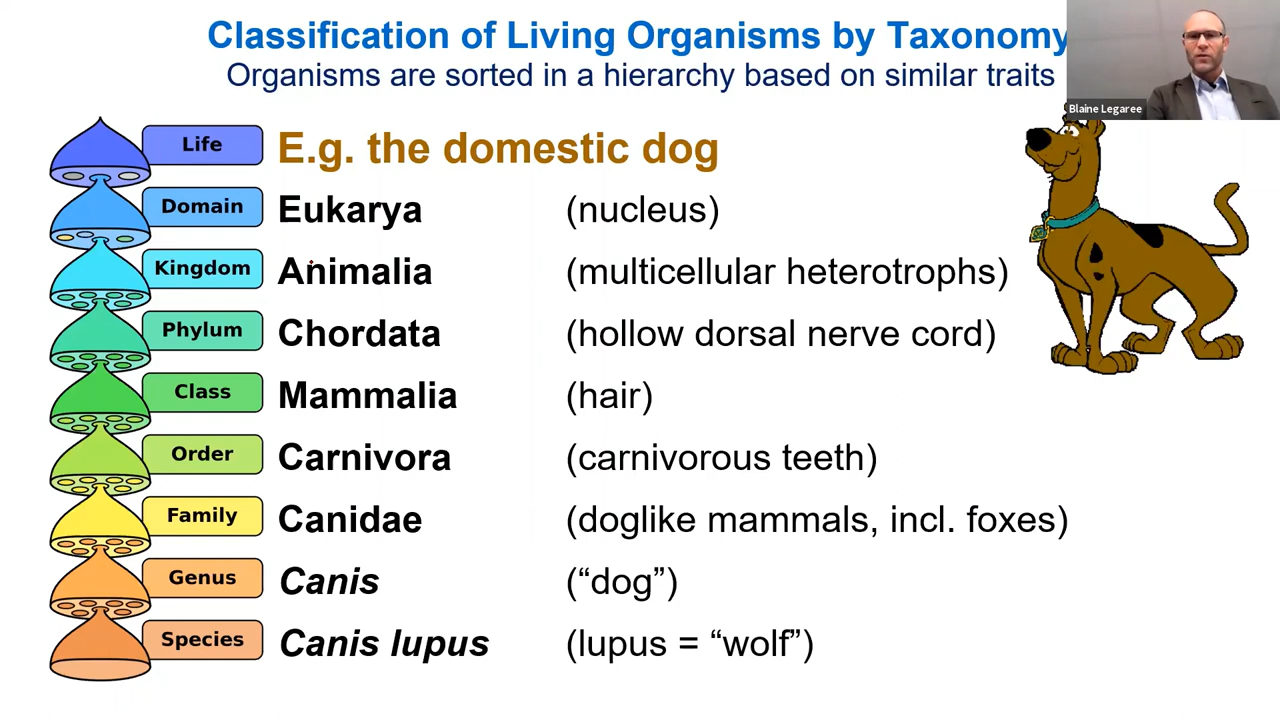 Classification of Living Organisms by Taxonomy
Organisms are sorted in a hierarchy based on similar traits
Blaine Legaree
Life E.g. the domestic dog
Domain Eukarya (nucleus)
Kingdom Animalia (multicellular heterotrophs)
Phylum Chordata (hollow dorsal nerve cord)
Class Mammalia (hair)
Order Carnivora (carnivorous teeth)
Family Canidae (doglike mammals, incl. foxes)
Genus Canis (“dog”)
Species Canis lupus (lupus = “wolf”)